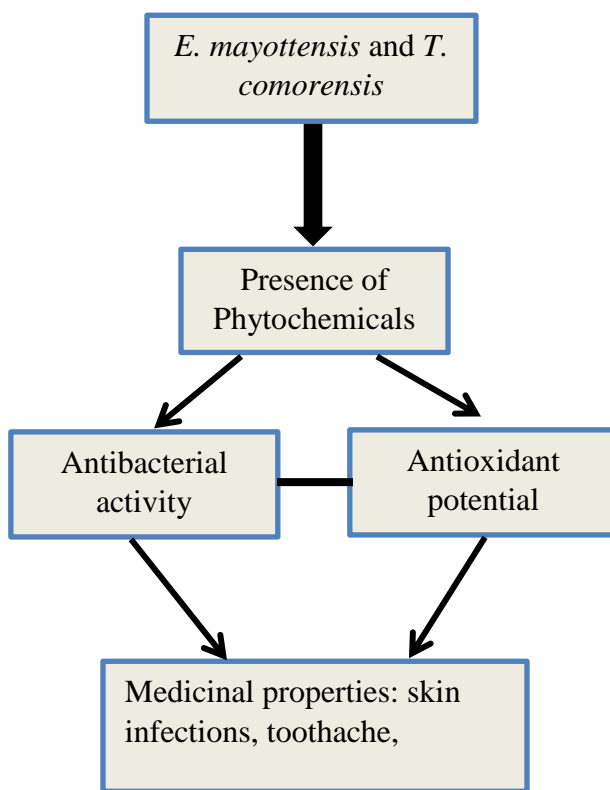 E. mayottensis and T.
comorensis
Presence of
Phytochemicals
Antibacterial
activity
Antioxidant
potential
Medicinal properties: skin
infections, toothache,